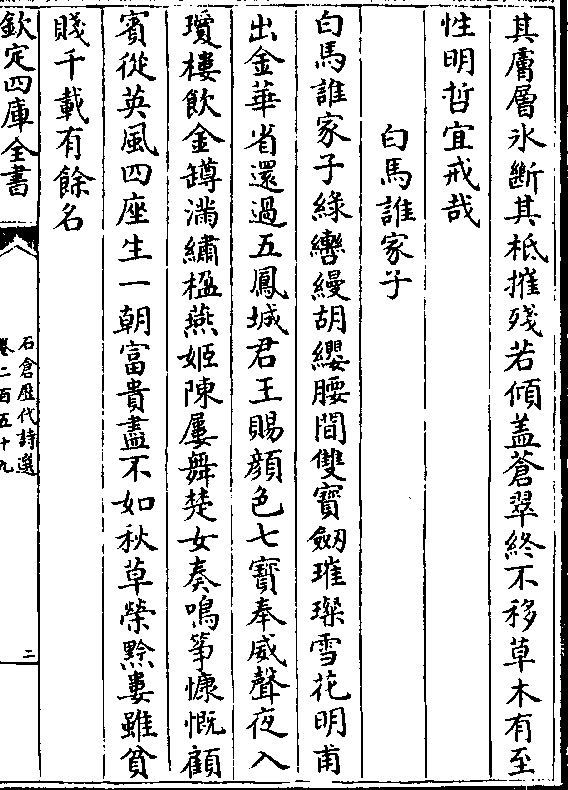 其膚層氷斷其柢摧殘若傾盖蒼翠終不移草木有至
性明哲宜戒哉
白馬誰家子
白馬誰家子綠轡縵胡纓腰間雙寶劒璀璨雪花明甫
出金華省還過五鳳城君王賜顔色七寶奉威聲夜入
瓊樓飲金罇滿繡楹燕姬陳屢舞楚女奏鳴筝慷慨顧
賓從英風四座生一朝富貴盡不如秋草榮黔婁雖貧
賤千載有餘名
欽定四庫全書
石倉歷代詩選
卷二百五十九
二